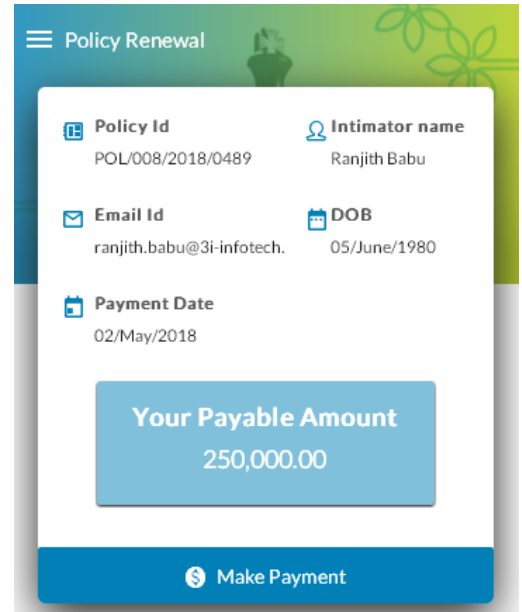 Policy Renewal
Policy Id
POL/008/2018/0489
Intimator name
Ranjith Babu
Email Id
ranjith.babu@3i-infotech.
DOB
05/June/1980
Payment Date
02/May/2018
Your Payable Amount
250,000.00
$ Make Payment